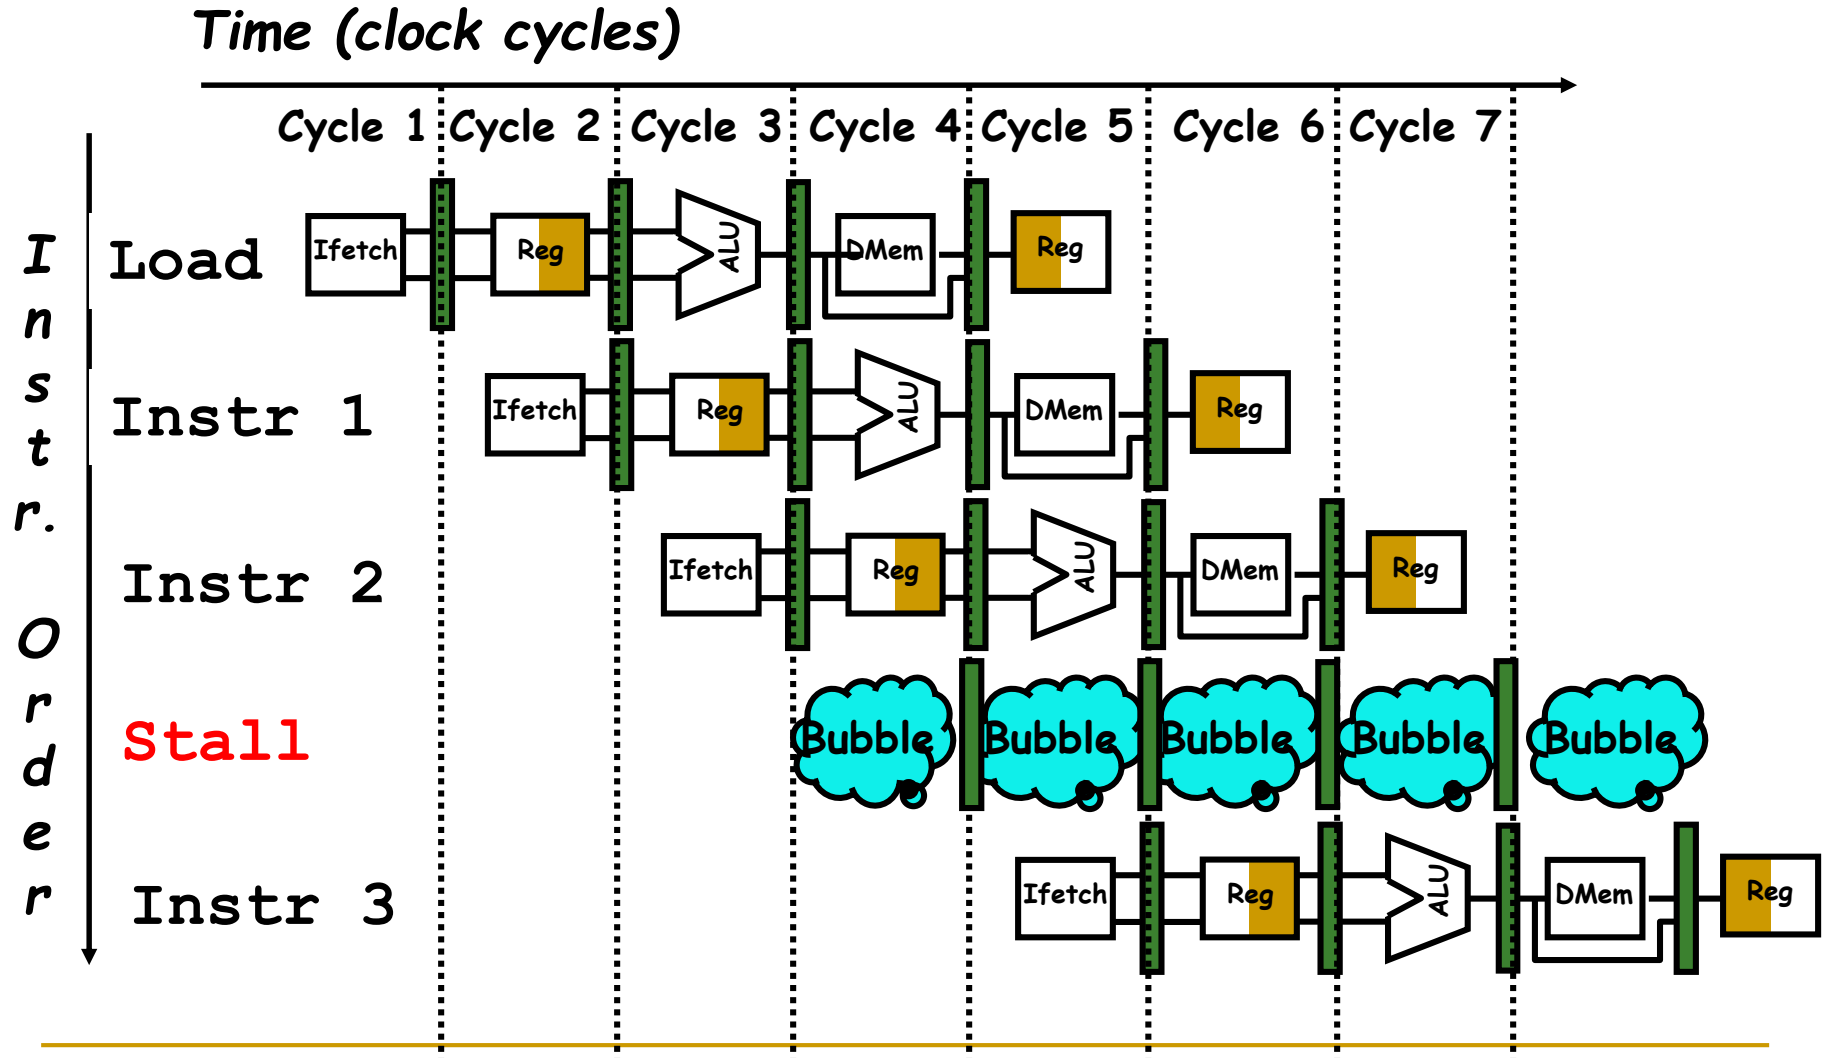 Time (clock cycles)
Cycle 1 Cycle 2 Cycle 3 Cycle 4 Cycle 5 Cycle 6 Cycle 7
Instr. Order
Load Ifetch Reg ALU DMem Reg
Instr 1 Ifetch Reg ALU DMem Reg
Instr 2 Ifetch Reg ALU DMem Reg
Stall Bubble Bubble Bubble Bubble Bubble
Instr 3 Ifetch Reg ALU DMem Reg